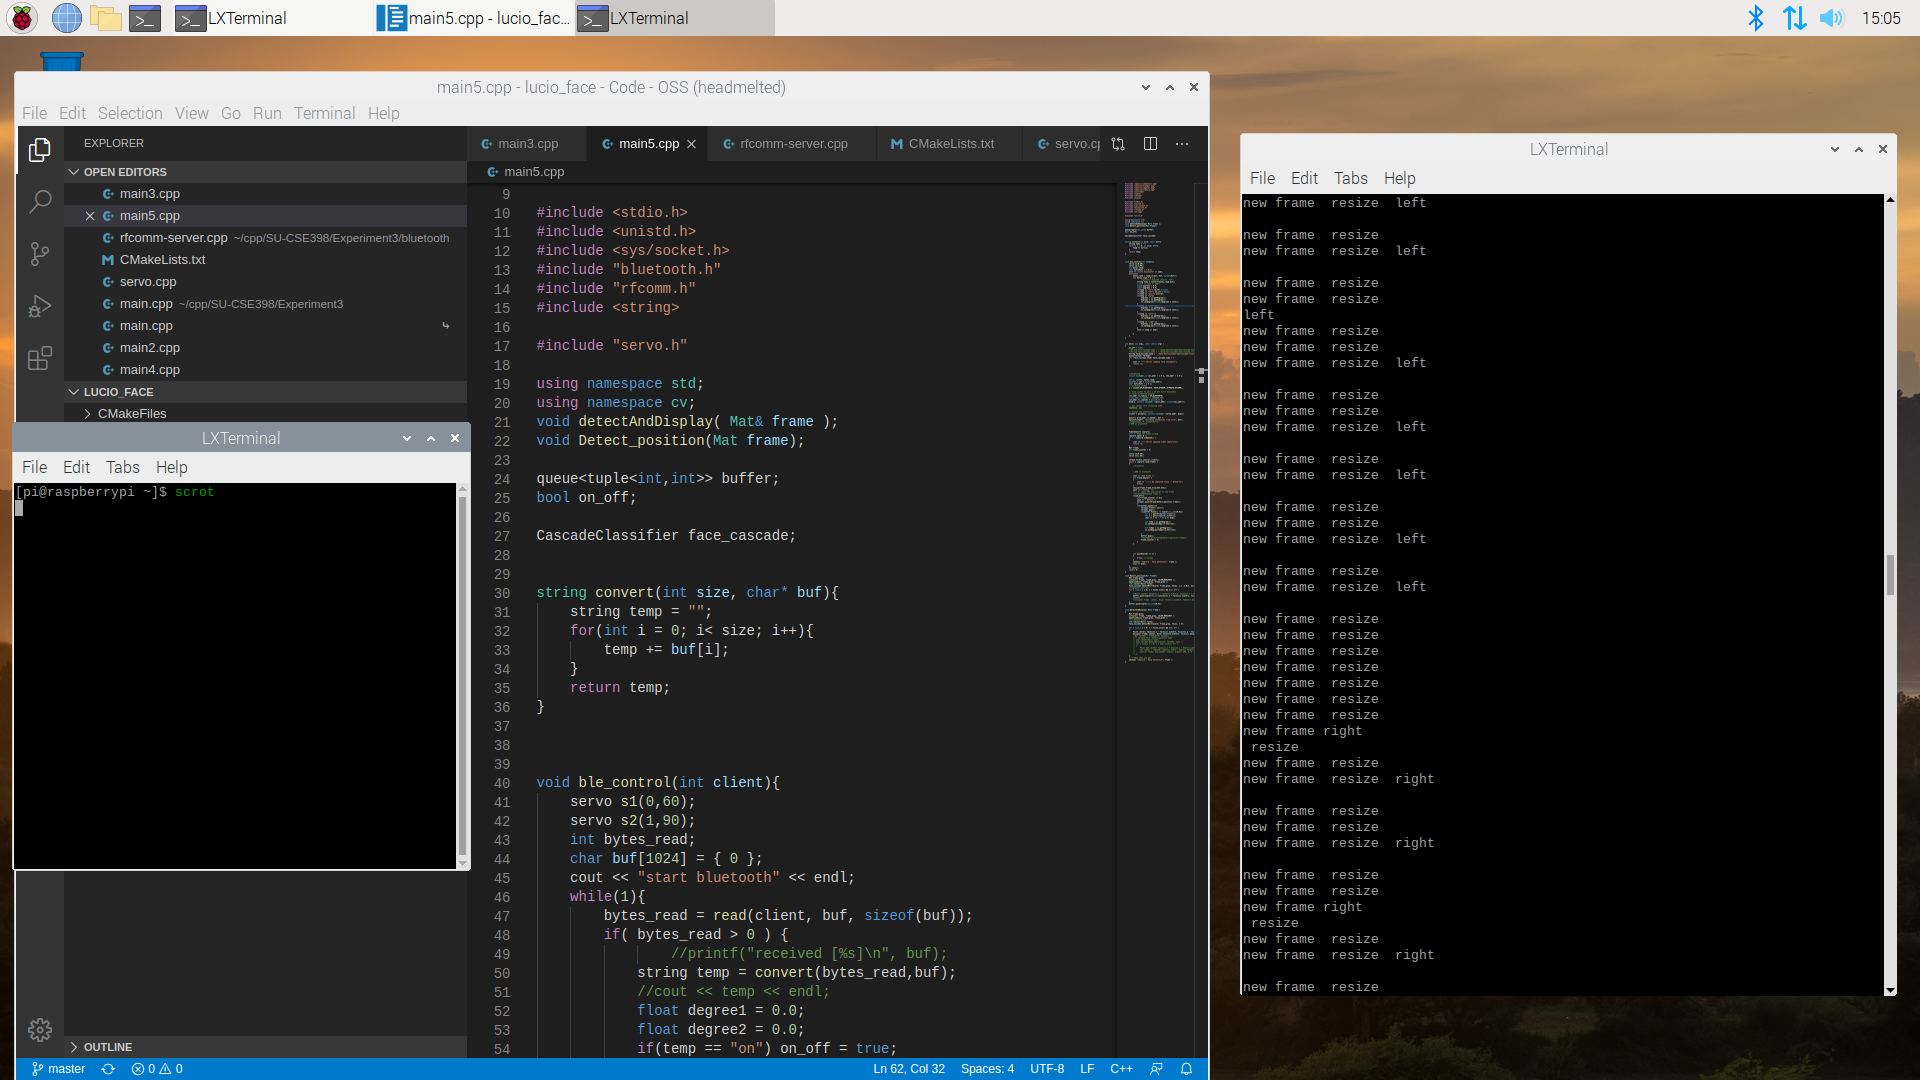 LXTerminal
main5.cpp - lucio_fac...
LXTerminal
15:05
main5.cpp - lucio_face - Code - OSS (headmelted)
File Edit Selection View Go Run Terminal Help
EXPLORER
OPEN EDITORS
main3.cpp
main5.cpp
rfcomm-server.cpp ~/cpp/SU-CSE398/Experiment3/bluetooth
CMakeLists.txt
servo.cpp
main.cpp ~/cpp/SU-CSE398/Experiment3
main.cpp
main2.cpp
main4.cpp
LUCIO_FACE
CMakeFiles
OUTLINE
LXTerminal
File Edit Tabs Help
[pi@raspberrypi ~]$ scrot
main3.cpp
main5.cpp
rfcomm-server.cpp
CMakeLists.txt
servo.cp
main5.cpp
9
10 #include <stdio.h>
11 #include <unistd.h>
12 #include <sys/socket.h>
13 #include "bluetooth.h"
14 #include "rfcomm.h"
15 #include <string>
16
17 #include "servo.h"
18
19 using namespace std;
20 using namespace cv;
21 void detectAndDisplay( Mat& frame );
22 void Detect_position(Mat frame);
23
24 queue<tuple<int,int>> buffer;
25 bool on_off;
26
27 CascadeClassifier face_cascade;
28
29
30 string convert(int size, char* buf){
31 string temp = "";
32 for(int i = 0; i< size; i++){
33 temp += buf[i];
34 }
35 return temp;
36 }
37
38
39
40 void ble_control(int client){
41 servo s1(0,60);
42 servo s2(1,90);
43 int bytes_read;
44 char buf[1024] = { 0 };
45 cout << "start bluetooth" << endl;
46 while(1){
47 bytes_read = read(client, buf, sizeof(buf));
48 if( bytes_read > 0 ) {
49 //printf("received [%s]\n", buf);
50 string temp = convert(bytes_read,buf);
51 //cout << temp << endl;
52 float degree1 = 0.0;
53 float degree2 = 0.0;
54 if(temp == "on") on_off = true;
master 0 0
Ln 62, Col 32 Spaces: 4 UTF-8 LF C++
LXTerminal
File Edit Tabs Help
new frame resize left
new frame resize
new frame resize left
new frame resize
new frame resize
left
new frame resize
new frame resize
new frame resize left
new frame resize
new frame resize
new frame resize left
new frame resize
new frame resize left
new frame resize
new frame resize
new frame resize left
new frame resize
new frame resize left
new frame resize
new frame resize
new frame resize
new frame resize
new frame resize
new frame resize
new frame resize
new frame right
resize
new frame resize
new frame resize right
new frame resize
new frame resize
new frame resize right
new frame resize
new frame resize
new frame right
resize
new frame resize
new frame resize right
new frame resize